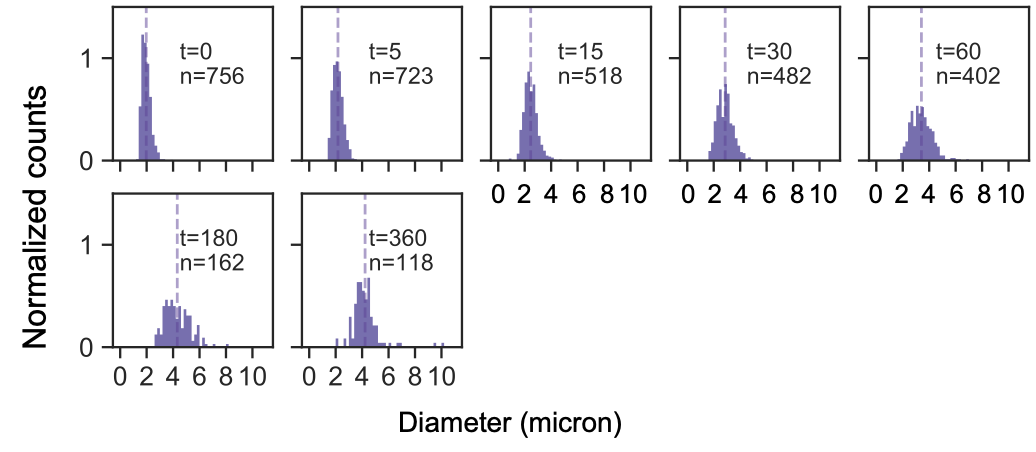 t=0
n=756
t=5
n=723
t=15
n=518
t=30
n=482
t=60
n=402
1
0
0 2 4 6 8 10
0 2 4 6 8 10
0 2 4 6 8 10
Normalized counts
t=180
n=162
t=360
n=118
1
0
0 2 4 6 8 10
0 2 4 6 8 10
Diameter (micron)